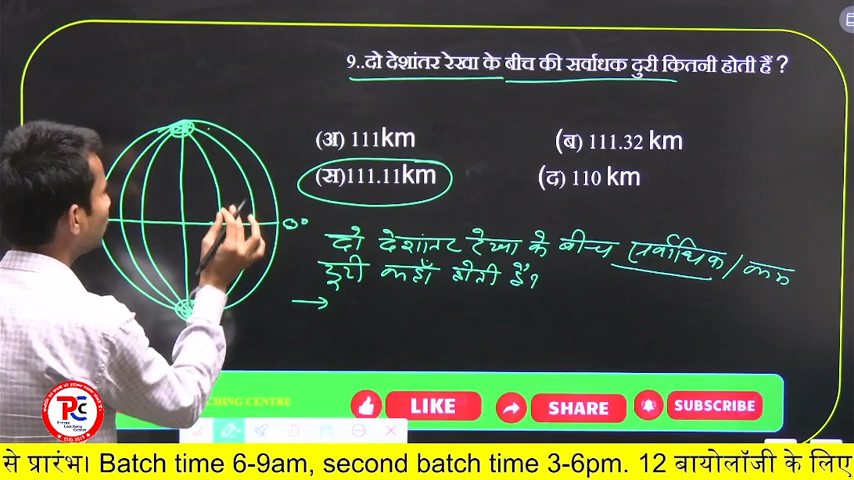 9..दो देशांतर रेखा के बीच की सर्वाधक दुरी कितनी होती हैं ?
(अ) 111km
(ब) 111.32 km
(स)111.11km
(द) 110 km
0°
दो देशांतर रेखा के बीच सर्वाधिक / कम
दूरी कहाँ होती है?
→
CHING CENTRE
LIKE
SHARE
SUBSCRIBE
PCC
से प्रारंभ। Batch time 6-9am, second batch time 3-6pm. 12 बायोलॉजी के लिए